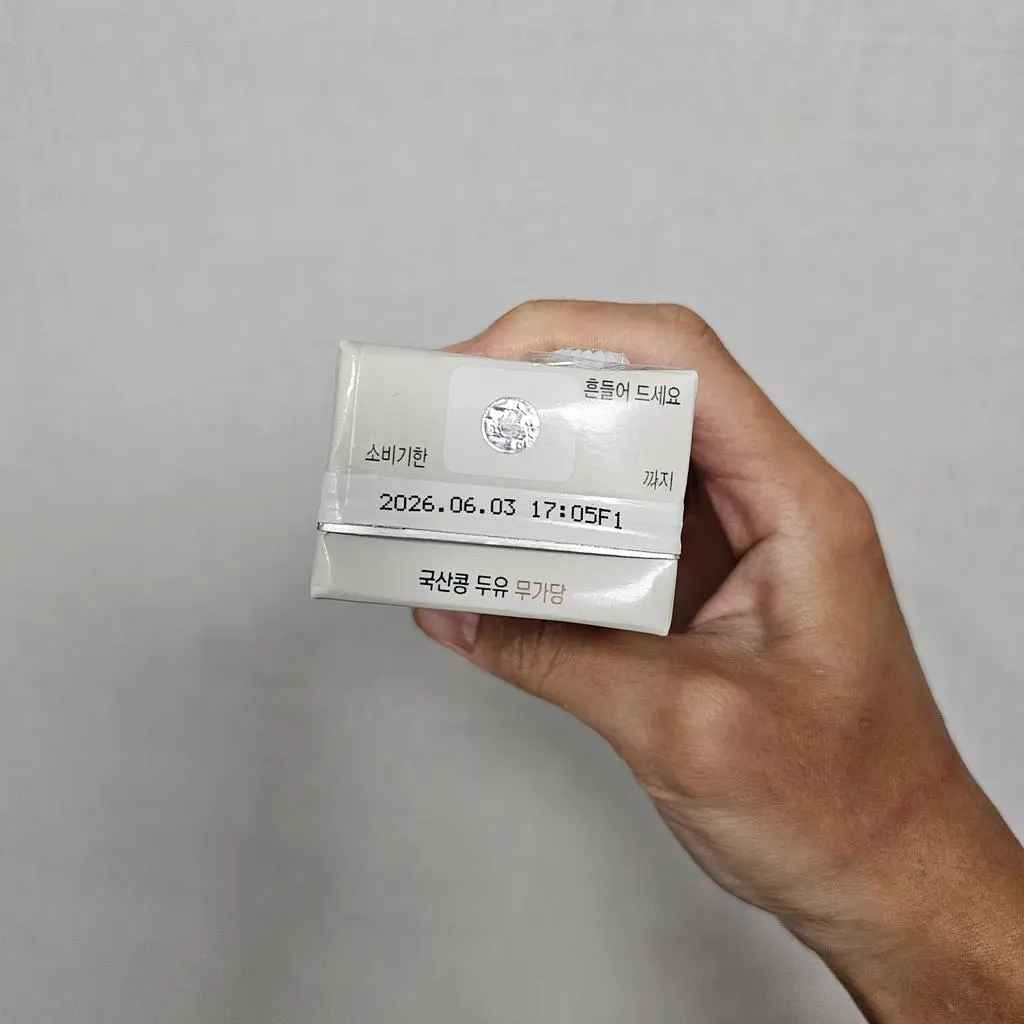 흔들어 드세요
소비기한
까지
2026.06.03 17:05F1
국산콩 두유 무가당